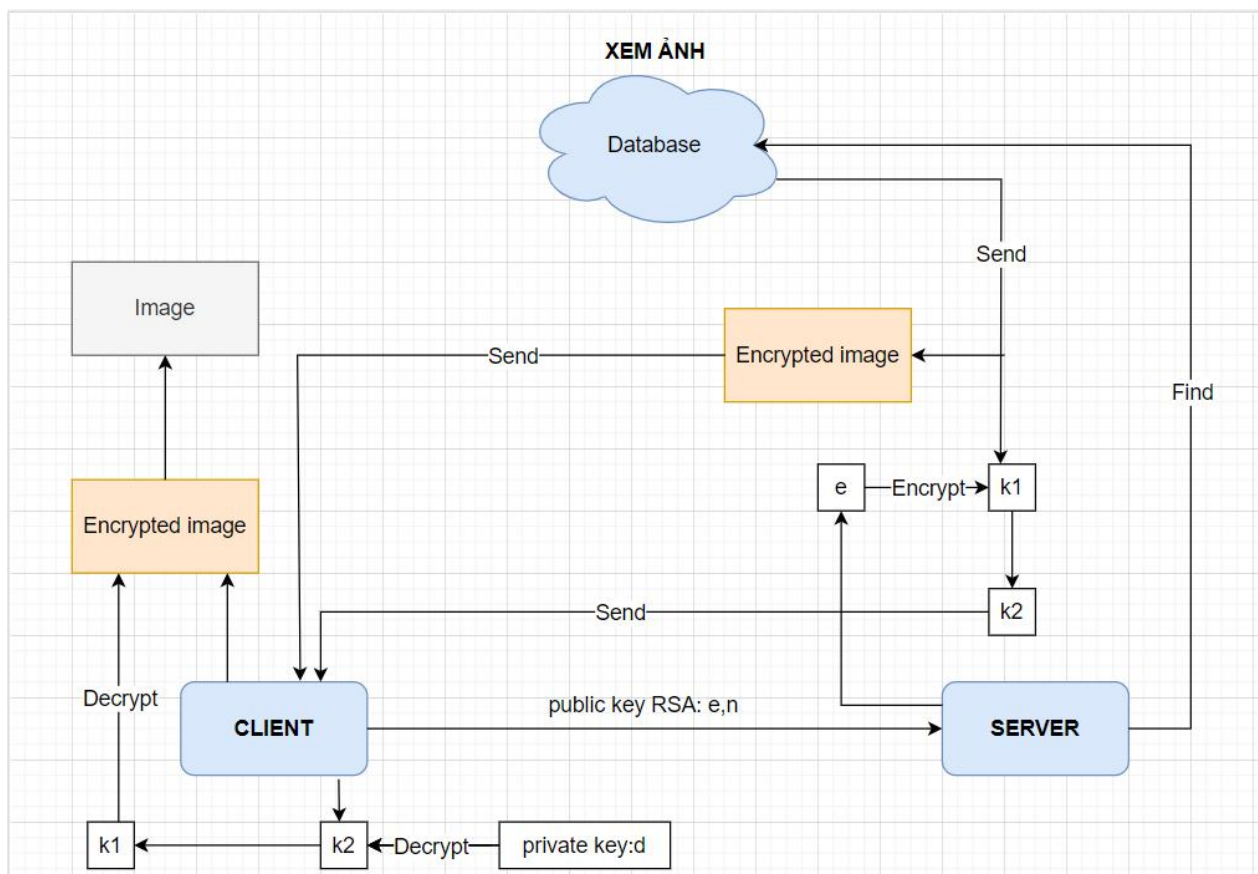 XEM ẢNH
Database
Send
Image
Encrypted image
Send
Find
e
Encrypt
k1
Encrypted image
Send
k2
Decrypt
public key RSA: e,n
CLIENT
SERVER
k1
k2
Decrypt
private key:d